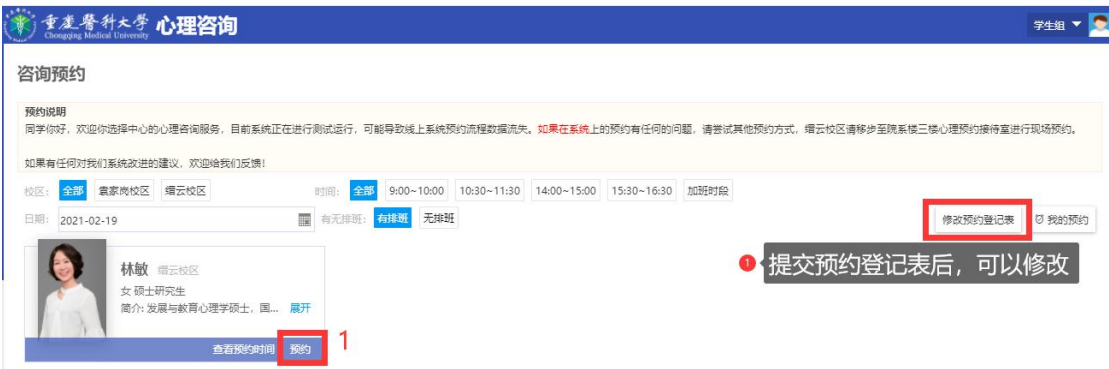 重庆医科大学 心理咨询
Chongqing Medical University
学生组
咨询预约
预约说明
同学你好，欢迎你选择中心的心理咨询服务，目前系统正在进行测试运行，可能导致线上系统预约流程数据流失。如果在系统上的预约有任何的问题，请尝试其他预约方式，缙云校区请移步至院系楼三楼心理预约接待室进行现场预约。
如果有任何对我们系统改进的建议，欢迎给我们反馈！
校区： 全部 袁家岗校区 缙云校区 时间： 全部 9:00~10:00 10:30~11:30 14:00~15:00 15:30~16:30 加班时段
日期： 2021-02-19 有无排班： 有排班 无排班 修改预约登记表 我的预约
1 提交预约登记表后，可以修改
林敏 缙云校区
女 硕士研究生
简介: 发展与教育心理学硕士，国... 展开
查看预约时间 预约 1